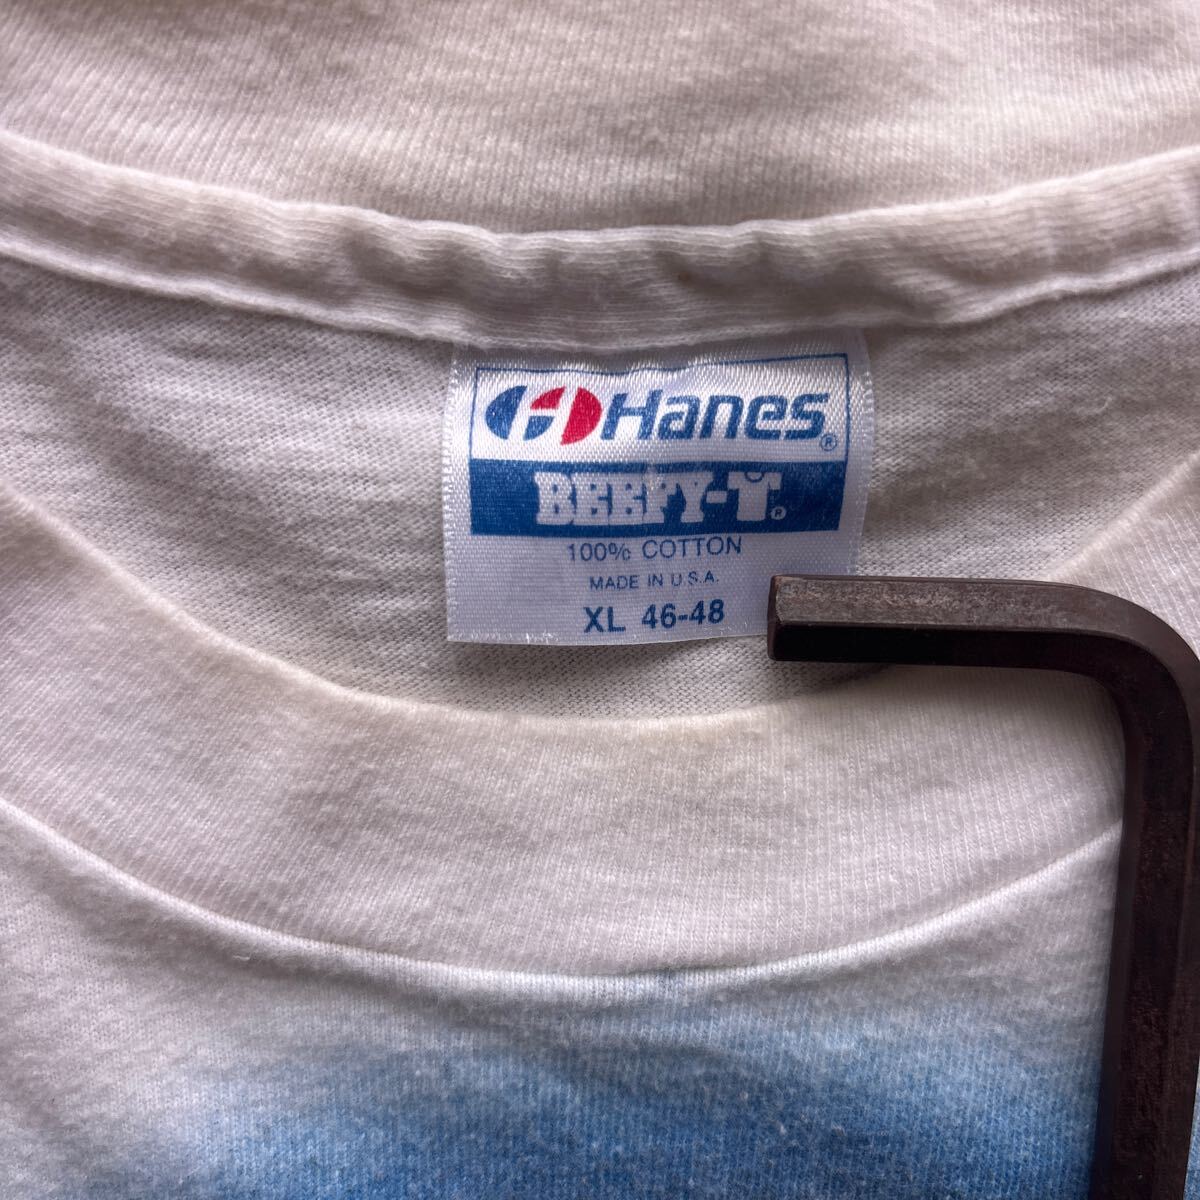 Hanes®
BEEFY-T®
100% COTTON
MADE IN U.S.A.
XL 46-48